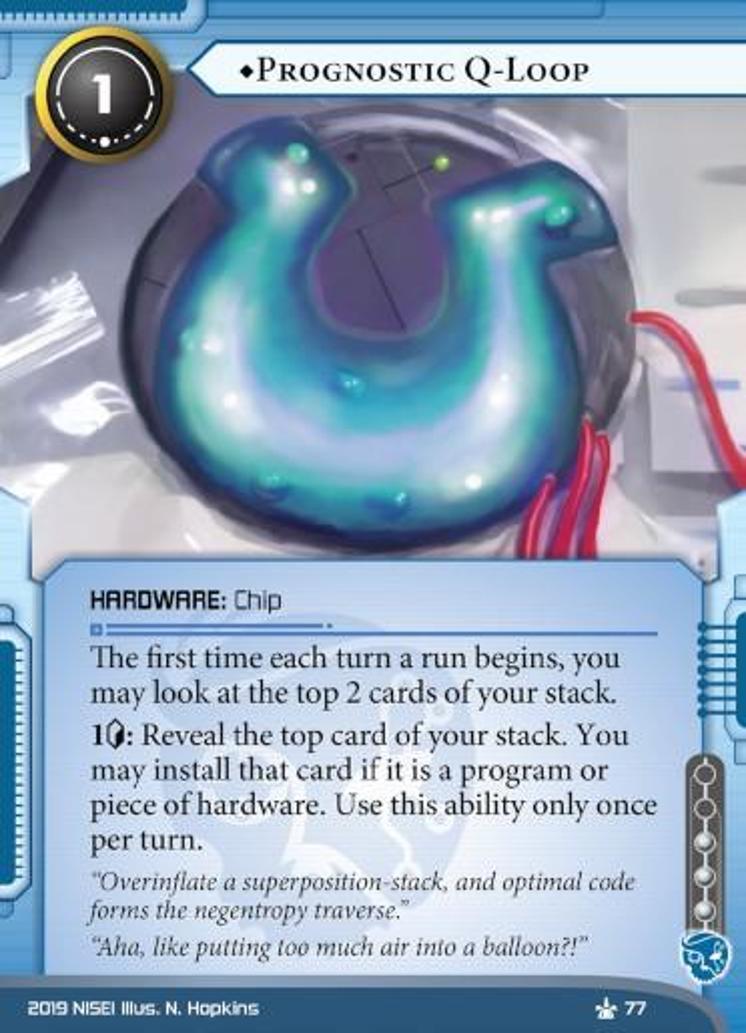 1
◆Prognostic Q-Loop
HARDWARE: Chip
The first time each turn a run begins, you
may look at the top 2 cards of your stack.
1: Reveal the top card of your stack. You
may install that card if it is a program or
piece of hardware. Use this ability only once
per turn.
“Overinflate a superposition-stack, and optimal code
forms the negentropy traverse.”
“Aha, like putting too much air into a balloon?!”
2019 NISEI Illus. N. Hopkins
77